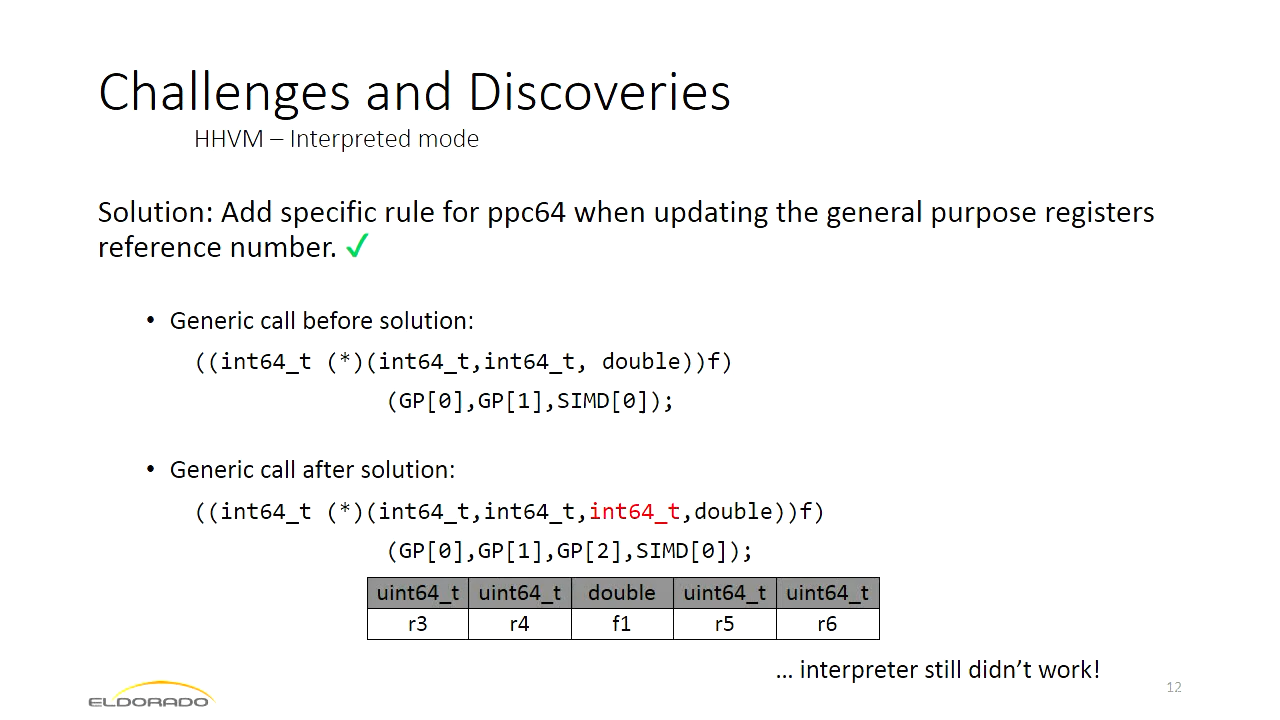 Challenges and Discoveries
HHVM – Interpreted mode
Solution: Add specific rule for ppc64 when updating the general purpose registers
reference number. ✓
• Generic call before solution:
((int64_t (*)(int64_t,int64_t, double))f)
(GP[0],GP[1],SIMD[0]);
• Generic call after solution:
((int64_t (*)(int64_t,int64_t,int64_t,double))f)
(GP[0],GP[1],GP[2],SIMD[0]);
uint64_t uint64_t double uint64_t uint64_t
r3 r4 f1 r5 r6
… interpreter still didn’t work!
ELDORADO
12